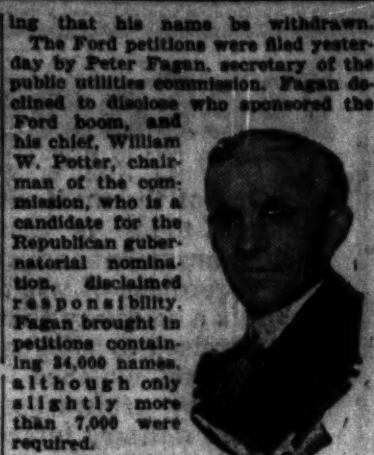 ing that his name be withdrawn.
The Ford petitions were filed yester-
day by Peter Fagan, secretary of the
public utilities commission. Fagan de-
clined to disclose who sponsored the
Ford boom, and
his chief, William
W. Potter, chair-
man of the com-
mission, who is a
candidate for the
Republican guber-
natorial nomina-
tion, disclaimed
responsibility.
Fagan brought in
petitions contain-
ing 34,000 names,
although only
slightly more
than 7,000 were
required.